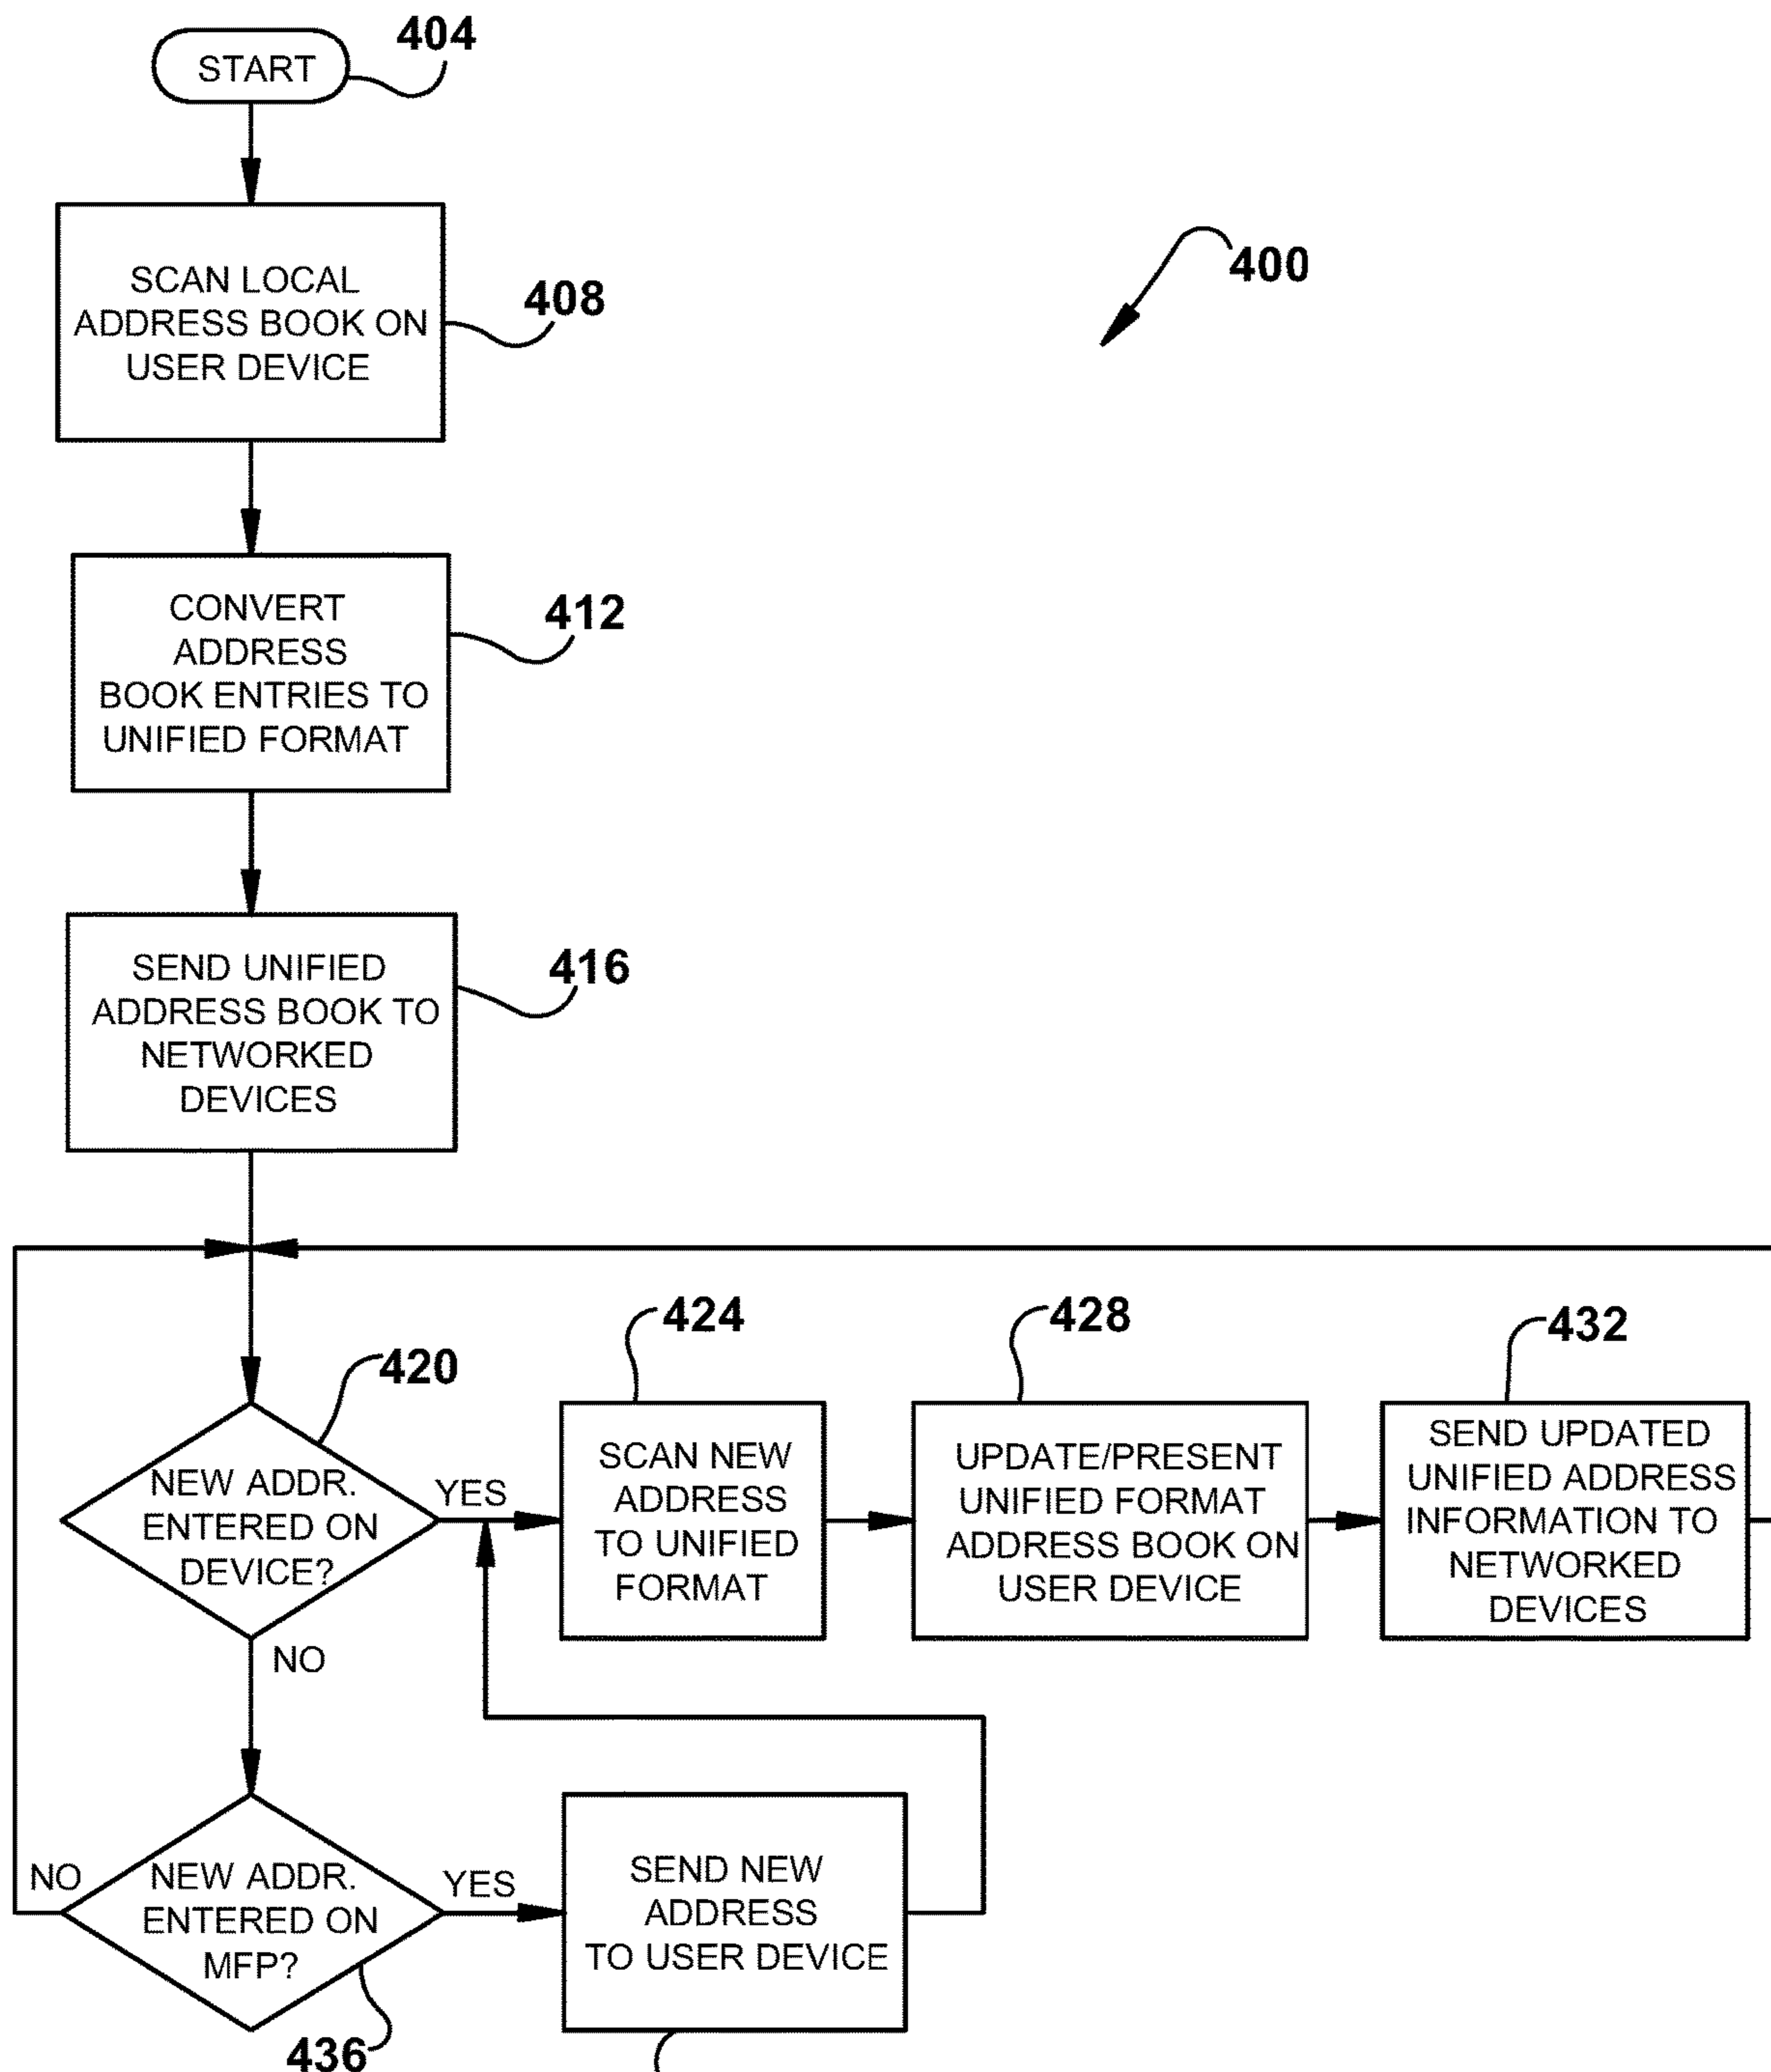 START
404
SCAN LOCAL
ADDRESS BOOK ON
USER DEVICE
408
400
CONVERT
ADDRESS
BOOK ENTRIES TO
UNIFIED FORMAT
412
SEND UNIFIED
ADDRESS BOOK TO
NETWORKED
DEVICES
416
420
NEW ADDR.
ENTERED ON
DEVICE?
YES
NO
424
SCAN NEW
ADDRESS
TO UNIFIED
FORMAT
428
UPDATE/PRESENT
UNIFIED FORMAT
ADDRESS BOOK ON
USER DEVICE
432
SEND UPDATED
UNIFIED ADDRESS
INFORMATION TO
NETWORKED
DEVICES
NO
NEW ADDR.
ENTERED ON
MFP?
YES
436
SEND NEW
ADDRESS
TO USER DEVICE